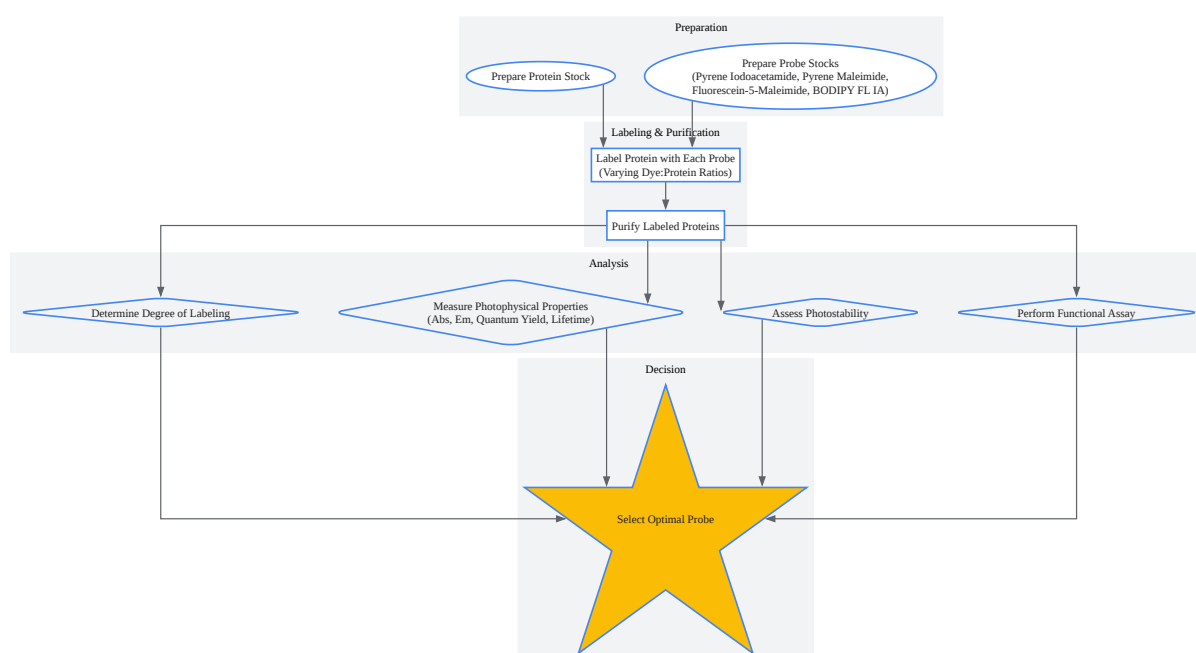 Preparation
Prepare Protein Stock
Prepare Probe Stocks
(Pyrene Iodoacetamide, Pyrene Maleimide,
Fluorescein-5-Maleimide, BODIPY FL IA)
Labeling & Purification
Label Protein with Each Probe
(Varying Dye:Protein Ratios)
Purify Labeled Proteins
Analysis
Determine Degree of Labeling
Measure Photophysical Properties
(Abs, Em, Quantum Yield, Lifetime)
Assess Photostability
Perform Functional Assay
Decision
Select Optimal Probe